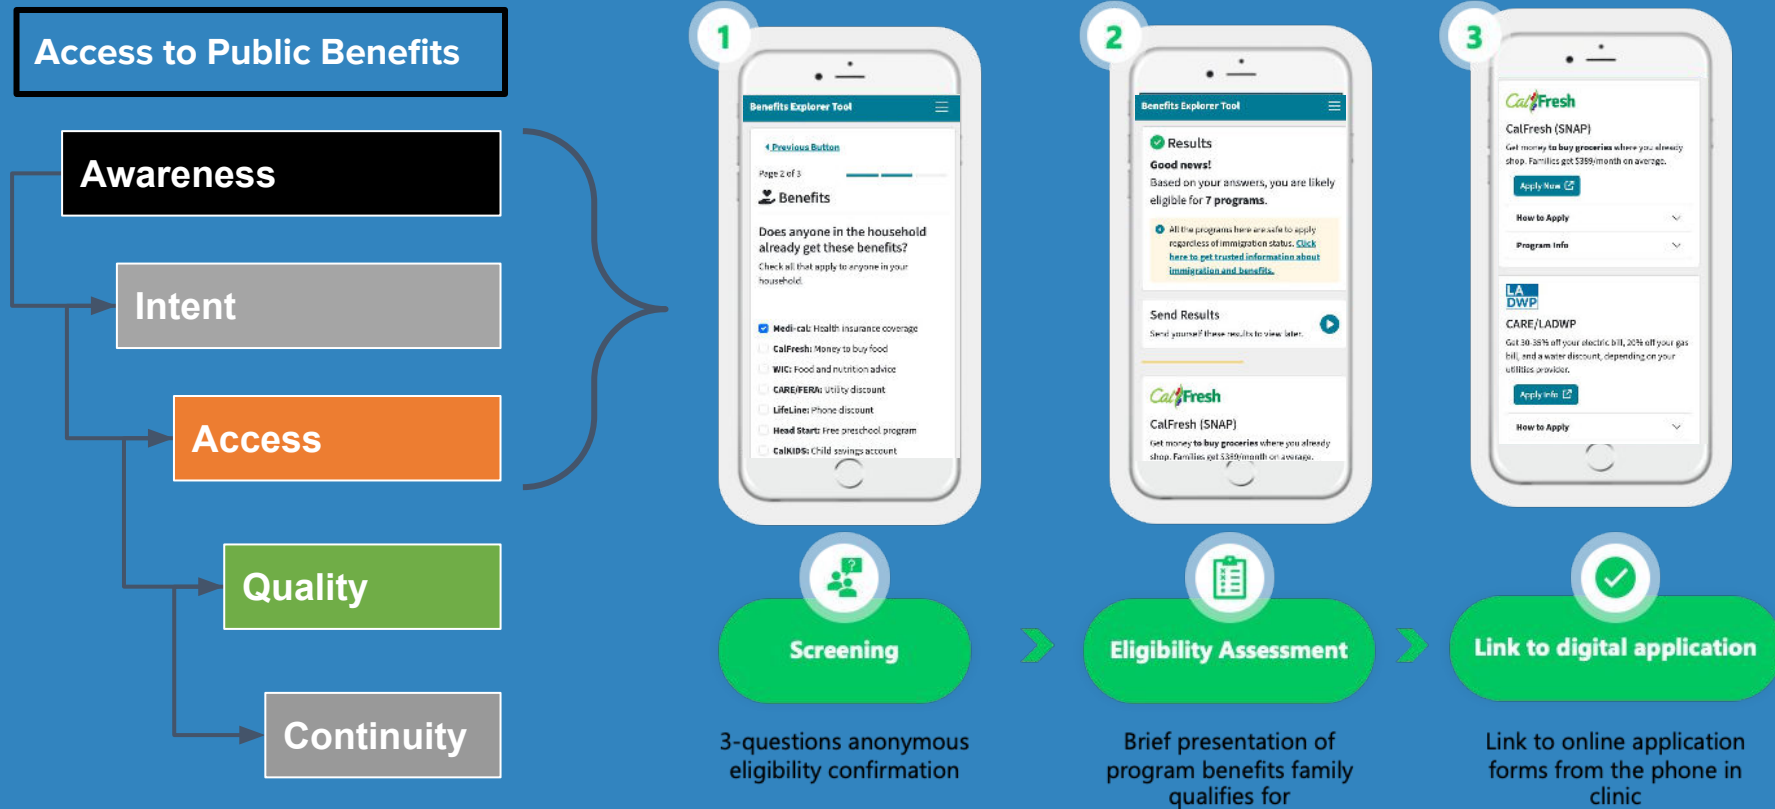 Access to Public Benefits
Awareness
Intent
Access
Quality
Continuity
1
Benefits Explorer Tool
Previous Button
Page 2 of 3
Benefits
Does anyone in the household
already get these benefits?
Check all that apply to anyone in your
household.
Medi-cal: Health insurance coverage
CalFresh: Money to buy food
WIC: Food and nutrition advice
CARE/FERA: Utility discount
LifeLine: Phone discount
Head Start: Free preschool program
CalKIDS: Child savings account
Screening
3-questions anonymous
eligibility confirmation
2
Benefits Explorer Tool
Results
Good news!
Based on your answers, you are likely
eligible for 7 programs.
All the programs here are safe to apply
regardless of immigration status. Click
here to get trusted information about
immigration and benefits.
Send Results
Send yourself these results to view later.
CalFresh
CalFresh (SNAP)
Get money to buy groceries where you already
shop. Families get $389/month on average.
Eligibility Assessment
Brief presentation of
program benefits family
qualifies for
3
CalFresh
CalFresh (SNAP)
Get money to buy groceries where you already
shop. Families get $389/month on average.
Apply Now
How to Apply
Program Info
LA
DWP
CARE/LADWP
Get 30-35% off your electric bill, 20% off your gas
bill, and a water discount, depending on your
utilities provider.
Apply Info
How to Apply
Link to digital application
Link to online application
forms from the phone in
clinic